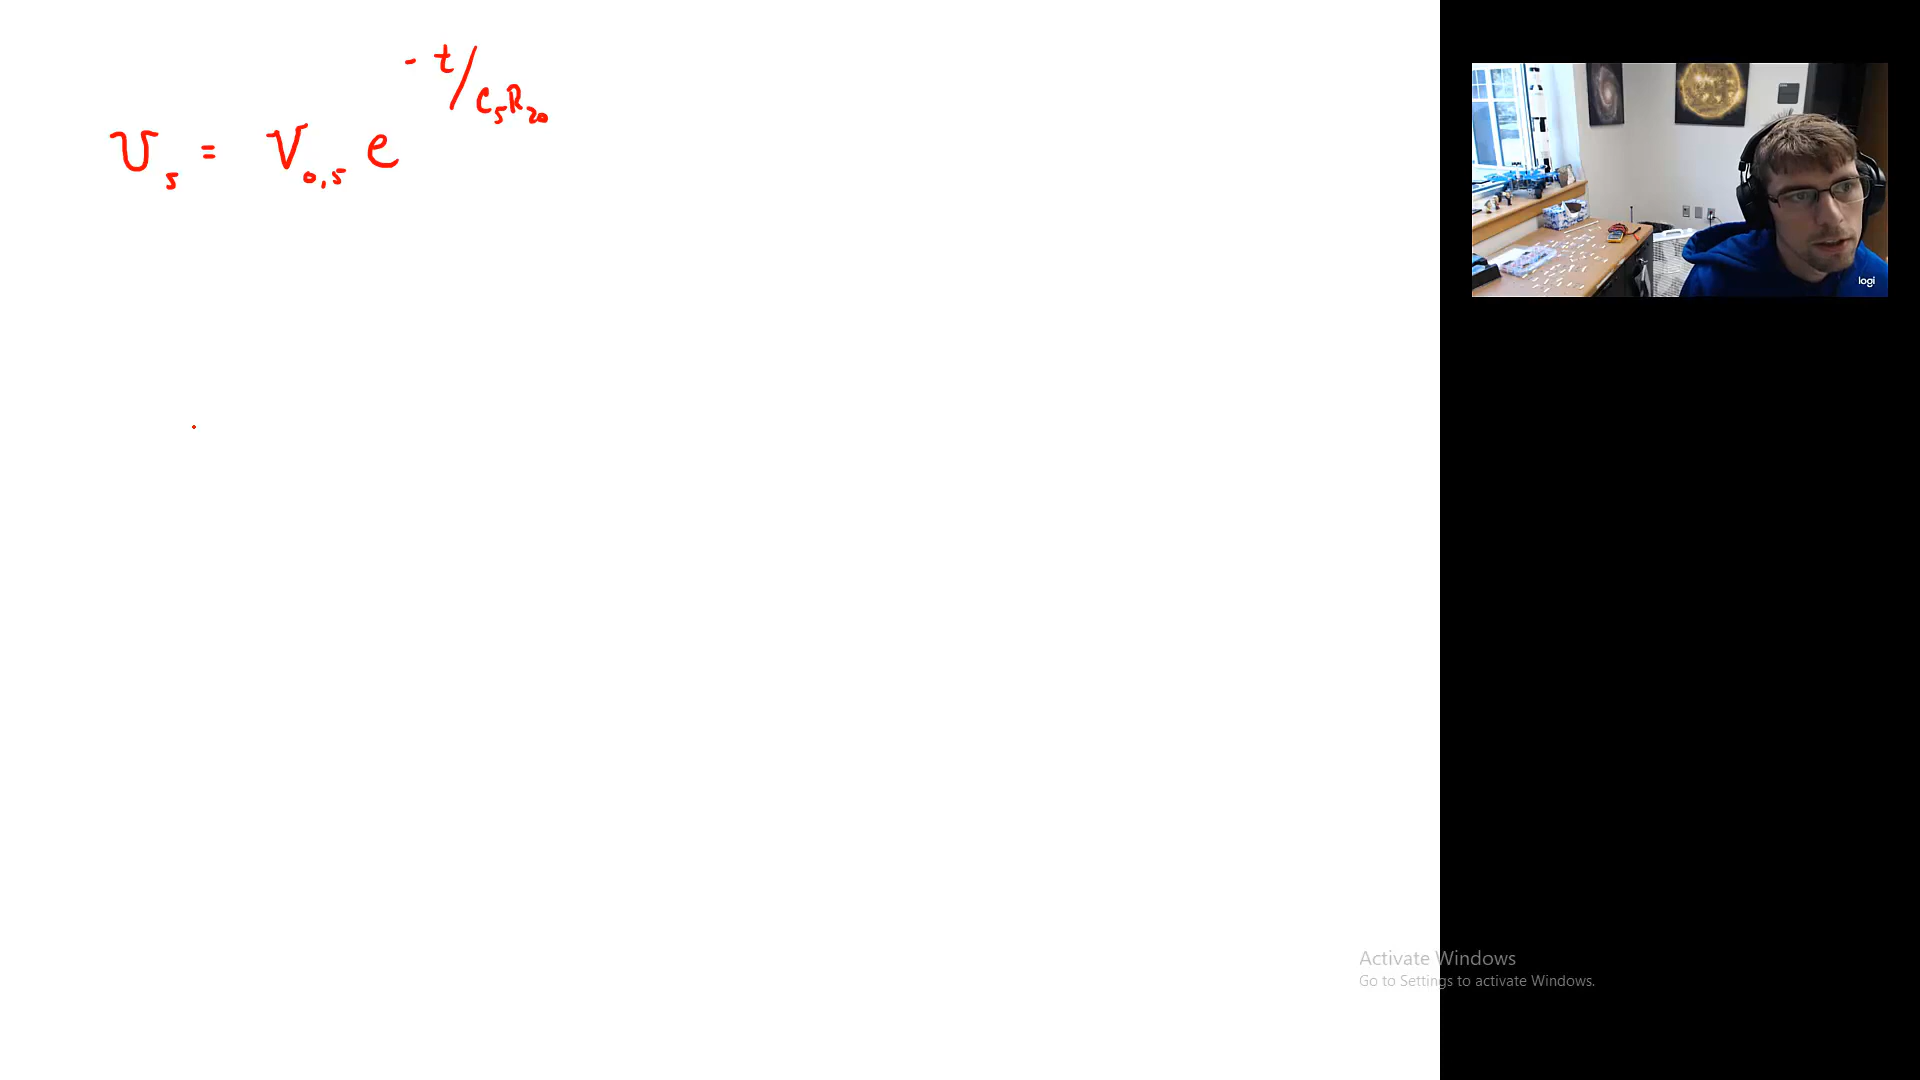 v₅ = V₀,₅ e^(-t/C₅R₂₀)
logi
Activate Windows
Go to Settings to activate Windows.